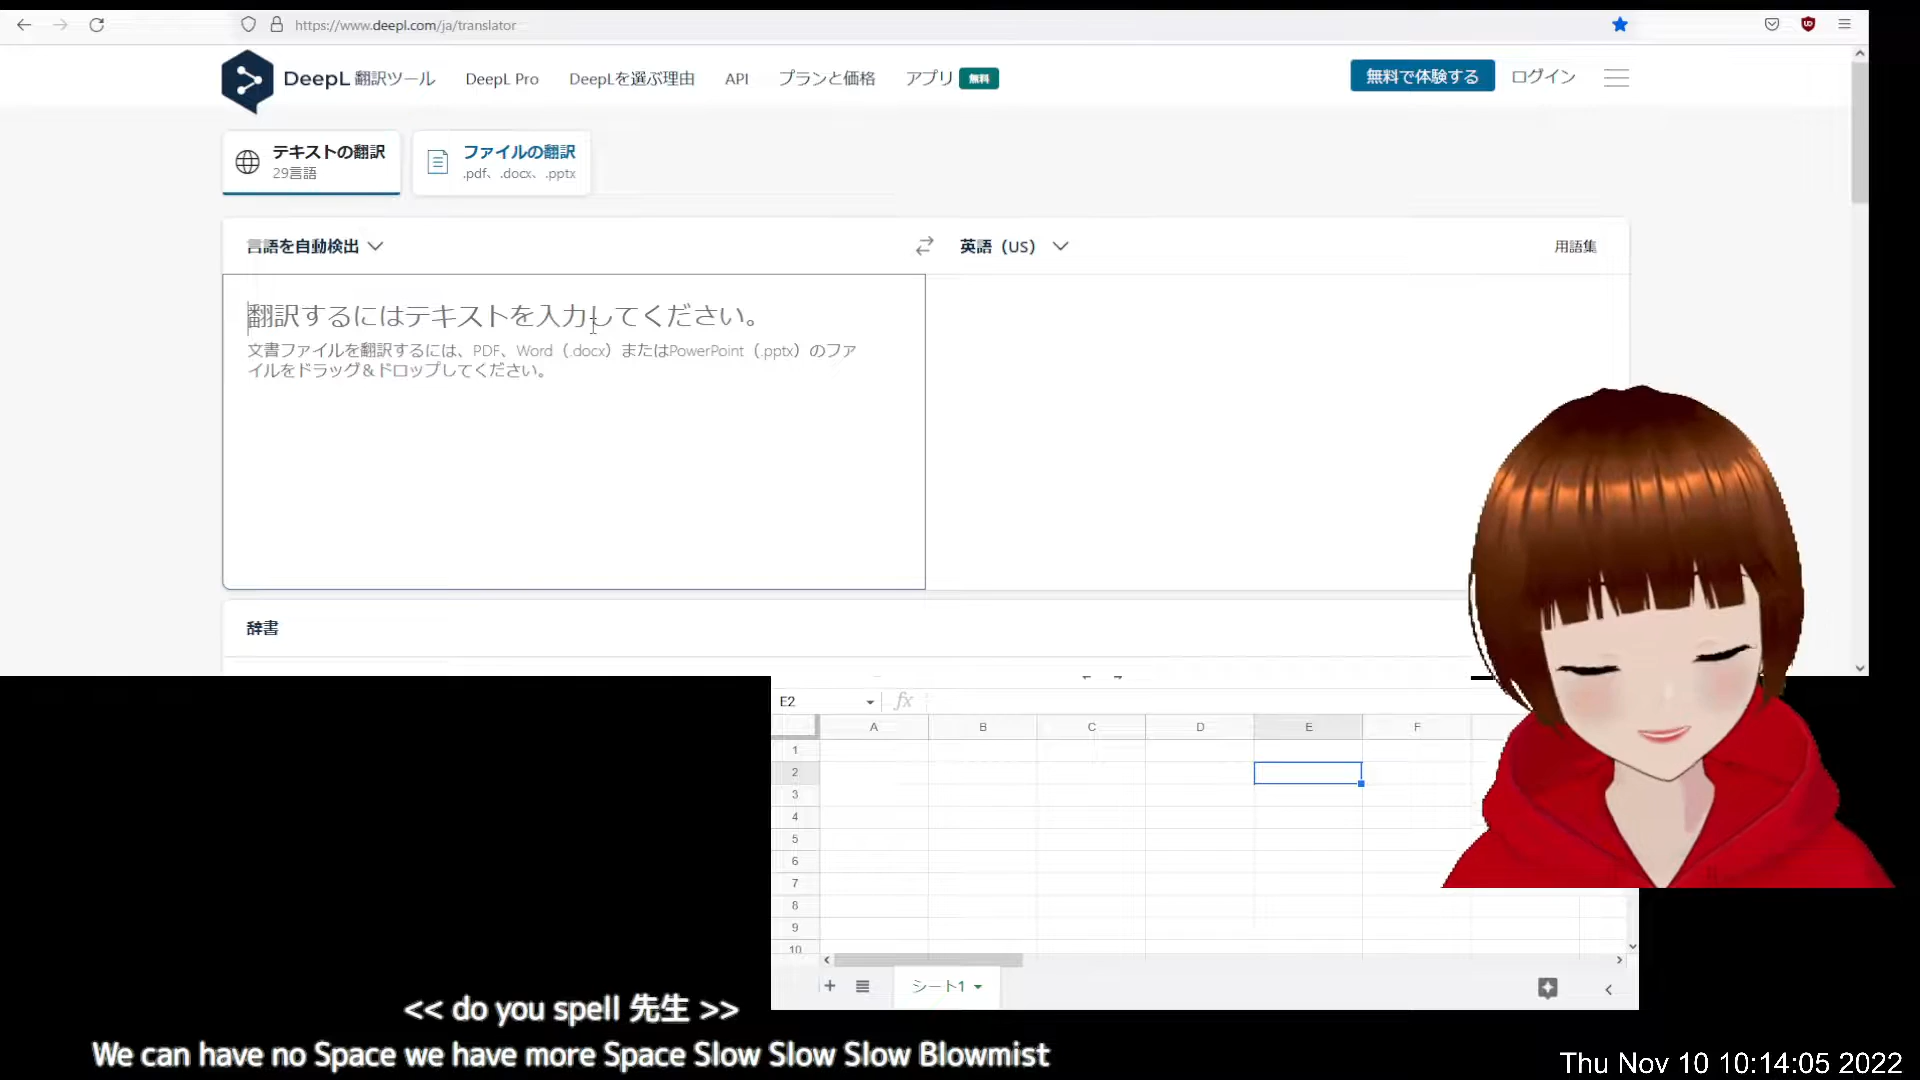 https://www.deepl.com/ja/translator
DeepL 翻訳ツール
DeepL Pro
DeepLを選ぶ理由
API
プランと価格
アプリ 無料
無料で体験する
ログイン
テキストの翻訳
29言語
ファイルの翻訳
.pdf、.docx、.pptx
言語を自動検出
英語（US）
用語集
翻訳するにはテキストを入力してください。
文書ファイルを翻訳するには、PDF、Word（.docx）またはPowerPoint（.pptx）のファ
イルをドラッグ＆ドロップしてください。
辞書
E2
fx
A B C D E F
1
2
3
4
5
6
7
8
9
10
シート1
<< do you spell 先生 >>
We can have no Space we have more Space Slow Slow Slow Blowmist
Thu Nov 10 10:14:05 2022